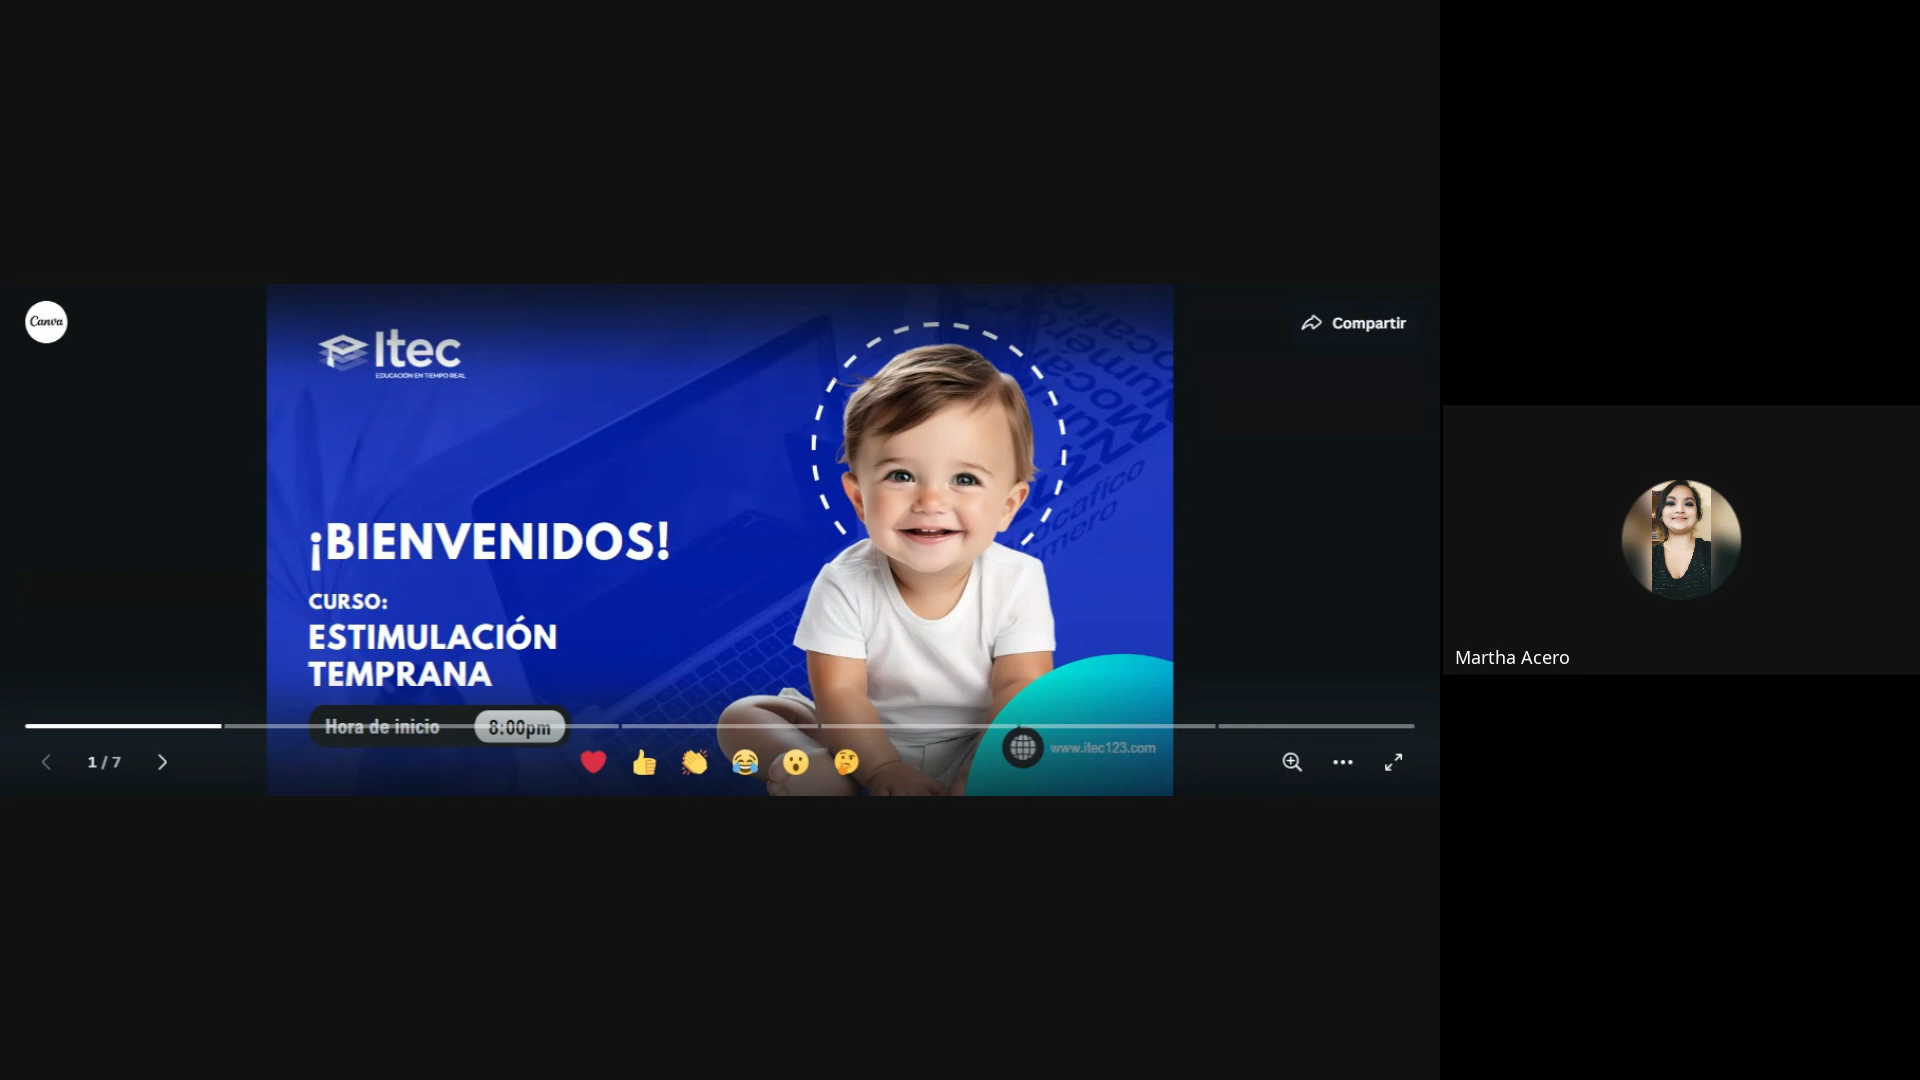 Canva
Compartir
Itec
EDUCACIÓN EN TIEMPO REAL
¡BIENVENIDOS!
CURSO:
ESTIMULACIÓN
TEMPRANA
Hora de inicio 8:00pm
www.itec123.com
1 / 7
Martha Acero